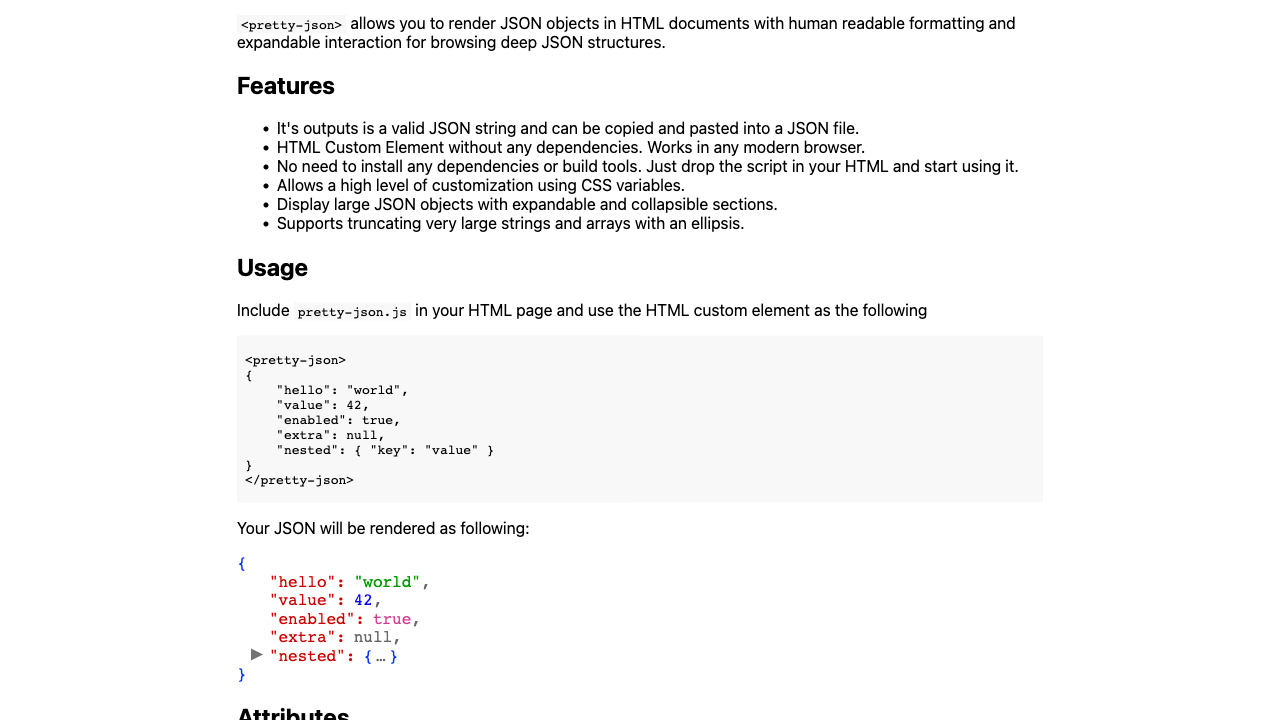 <pretty-json> allows you to render JSON objects in HTML documents with human readable formatting and
expandable interaction for browsing deep JSON structures.
Features
• It's outputs is a valid JSON string and can be copied and pasted into a JSON file.
• HTML Custom Element without any dependencies. Works in any modern browser.
• No need to install any dependencies or build tools. Just drop the script in your HTML and start using it.
• Allows a high level of customization using CSS variables.
• Display large JSON objects with expandable and collapsible sections.
• Supports truncating very large strings and arrays with an ellipsis.
Usage
Include pretty-json.js in your HTML page and use the HTML custom element as the following
<pretty-json>
{
    "hello": "world",
    "value": 42,
    "enabled": true,
    "extra": null,
    "nested": { "key": "value" }
}
</pretty-json>
Your JSON will be rendered as following:
{
    "hello": "world",
    "value": 42,
    "enabled": true,
    "extra": null,
  ▶ "nested": {…}
}
Attributes